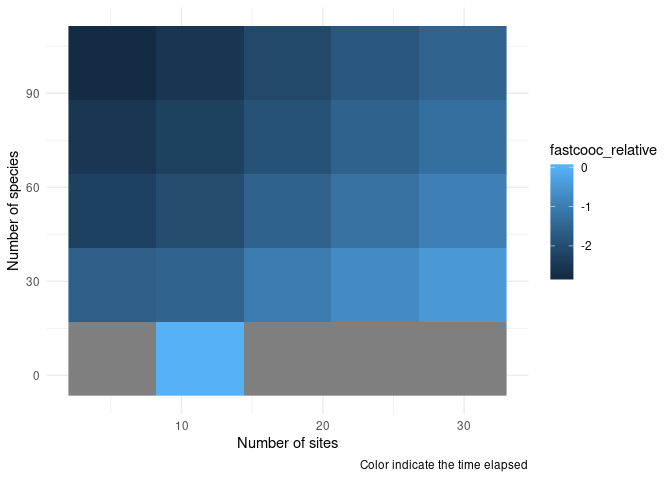 90
60
30
0
Number of species
10
20
30
Number of sites
Color indicate the time elapsed
fastcooc_relative
0
-1
-2